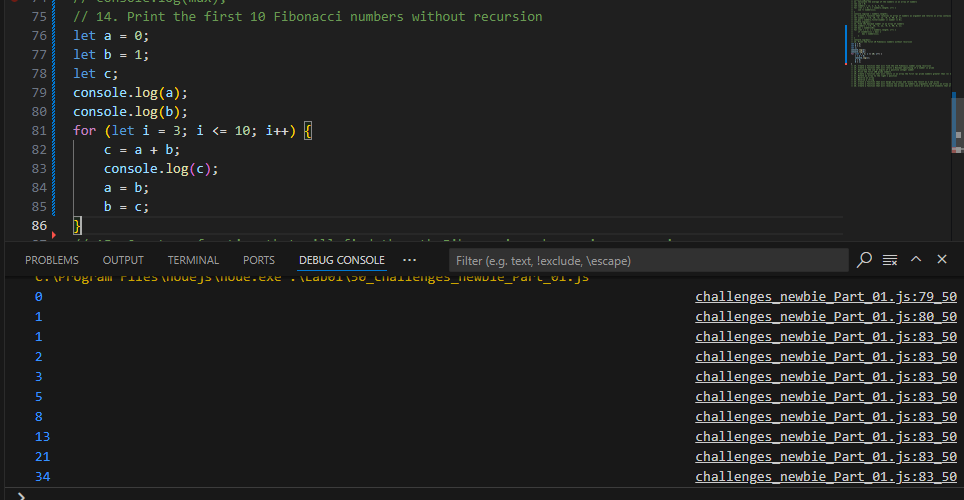 // console.log(max);
75 // 14. Print the first 10 Fibonacci numbers without recursion
76 let a = 0;
77 let b = 1;
78 let c;
79 console.log(a);
80 console.log(b);
81 for (let i = 3; i <= 10; i++) {
82 c = a + b;
83 console.log(c);
84 a = b;
85 b = c;
86 }
PROBLEMS OUTPUT TERMINAL PORTS DEBUG CONSOLE ··· Filter (e.g. text, !exclude, \escape)
C:\Program Files\nodejs\node.exe .\Lab01\50_challenges_newbie_Part_01.js
0 challenges_newbie_Part_01.js:79_50
1 challenges_newbie_Part_01.js:80_50
1 challenges_newbie_Part_01.js:83_50
2 challenges_newbie_Part_01.js:83_50
3 challenges_newbie_Part_01.js:83_50
5 challenges_newbie_Part_01.js:83_50
8 challenges_newbie_Part_01.js:83_50
13 challenges_newbie_Part_01.js:83_50
21 challenges_newbie_Part_01.js:83_50
34 challenges_newbie_Part_01.js:83_50